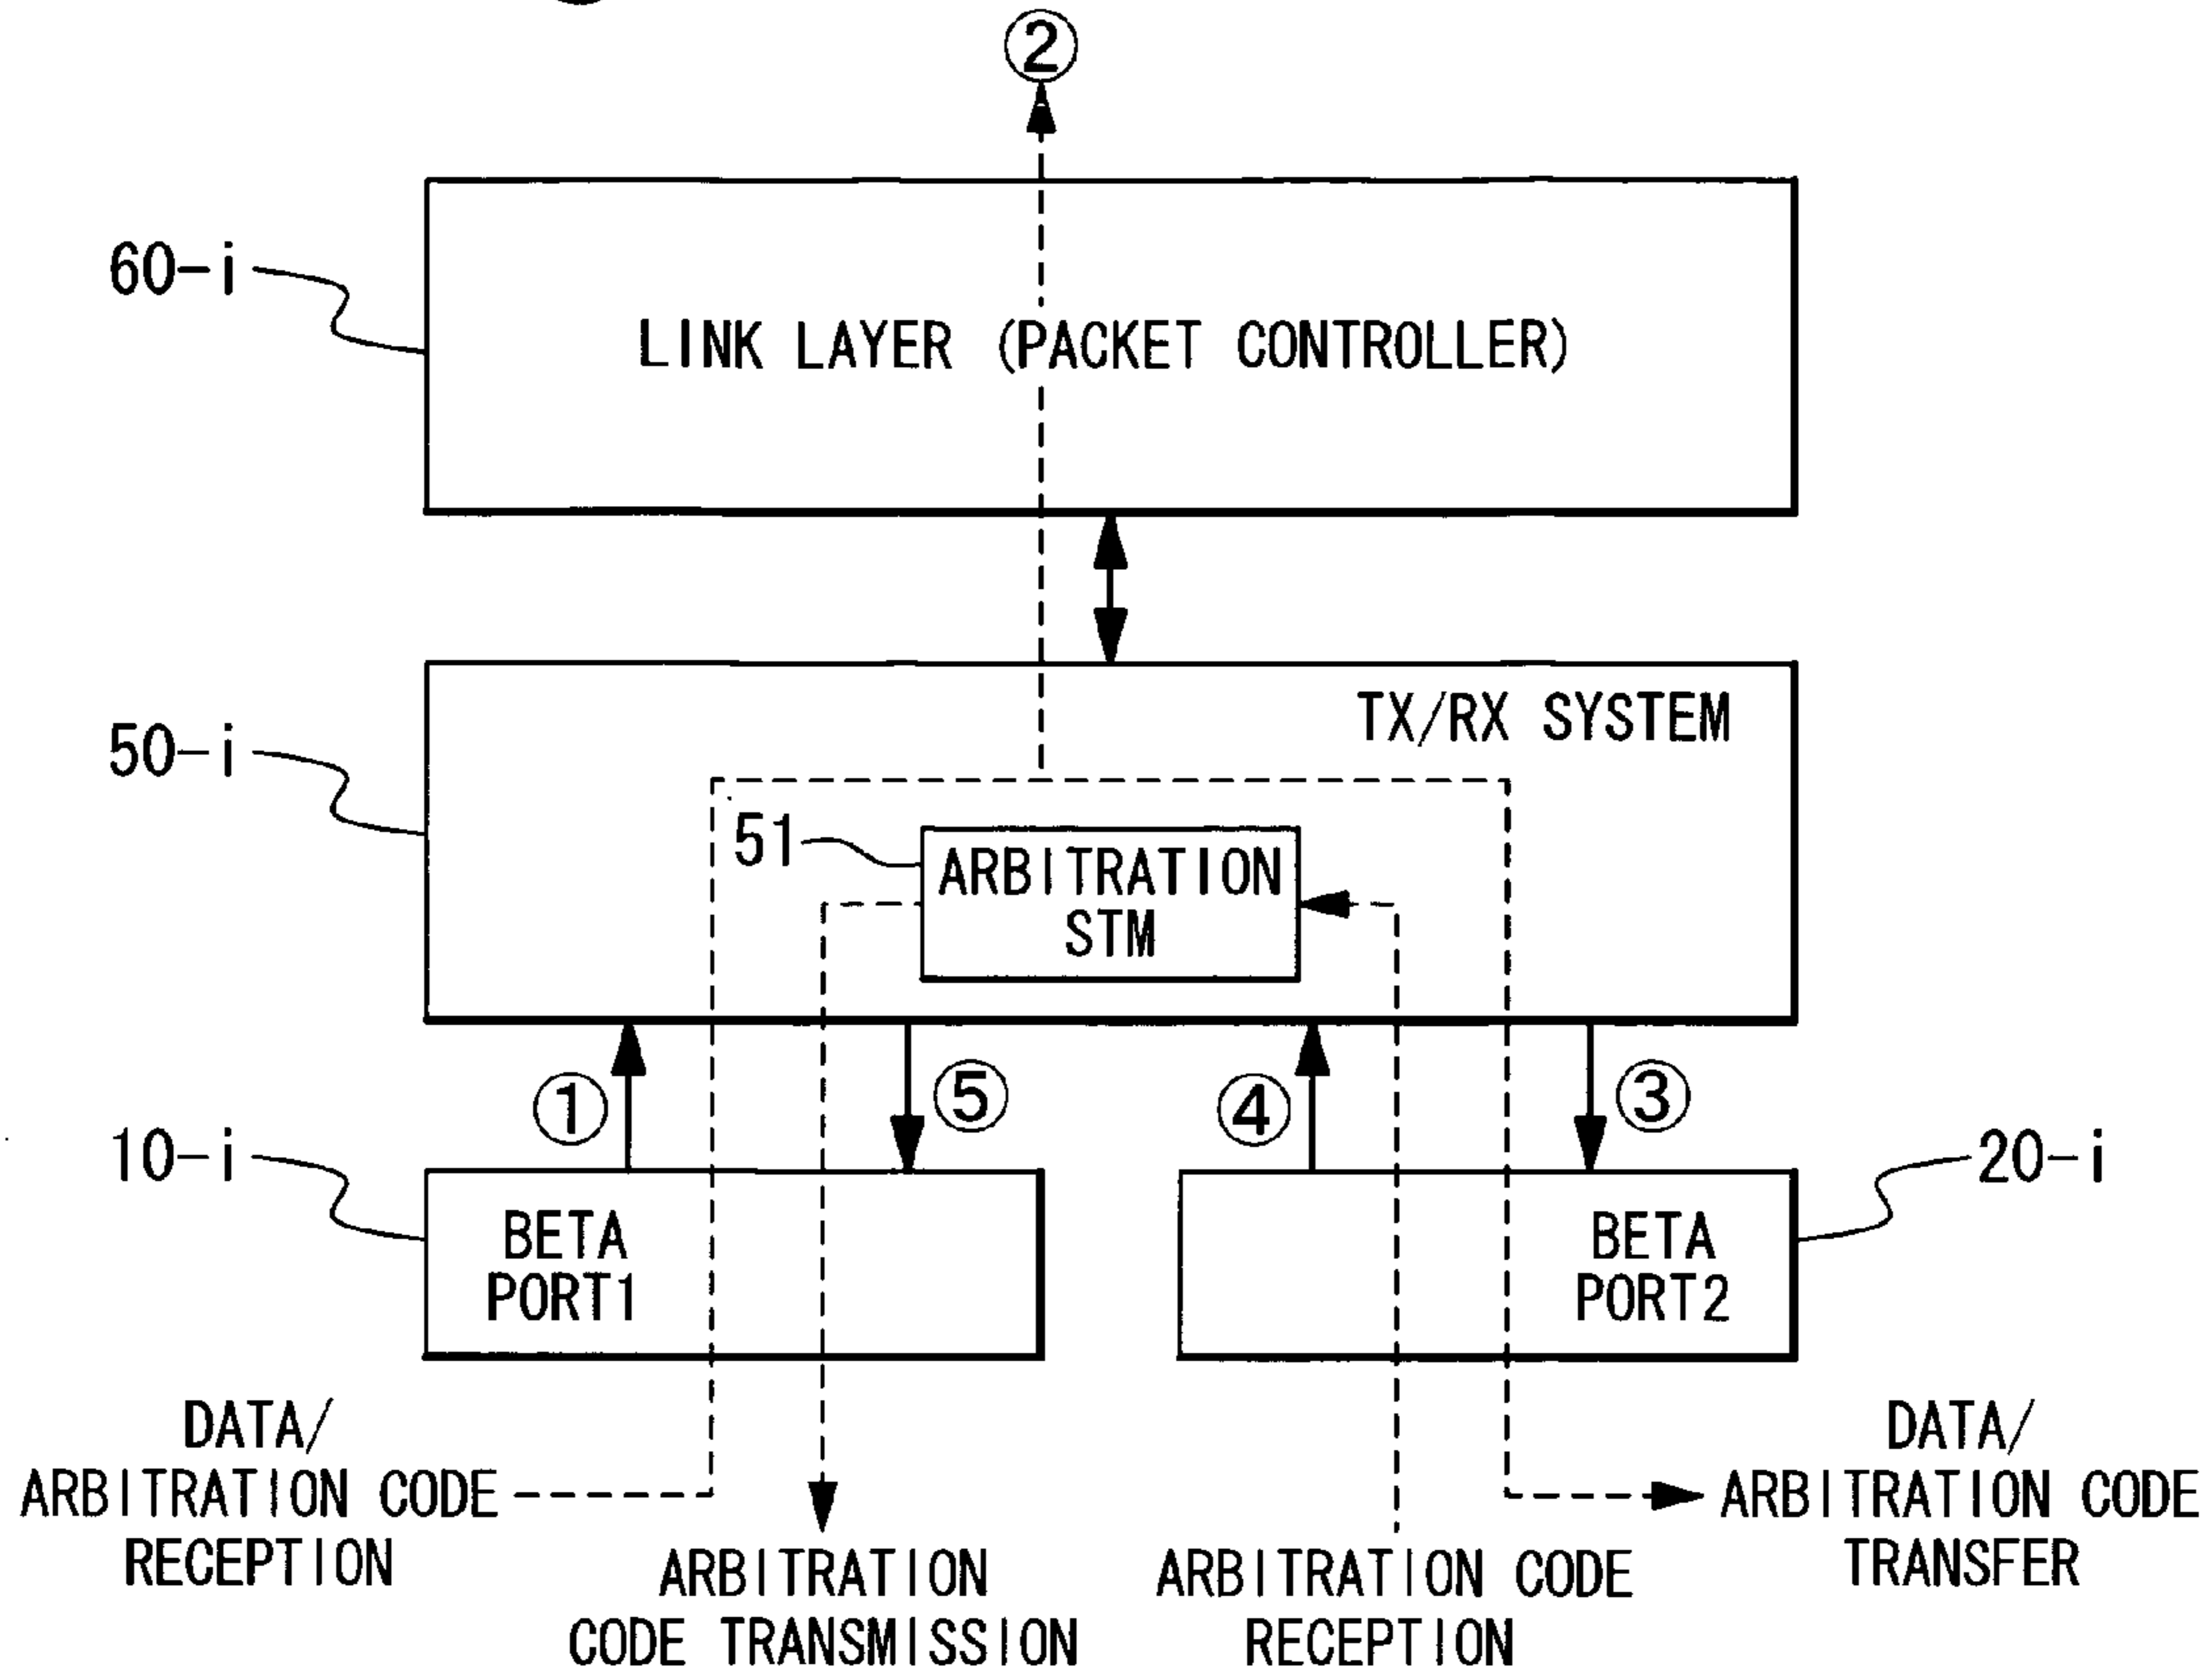 ②
60-i
LINK LAYER (PACKET CONTROLLER)
50-i
TX/RX SYSTEM
51
ARBITRATION
STM
①
⑤
④
③
10-i
20-i
BETA
PORT1
BETA
PORT2
DATA/
ARBITRATION CODE
RECEPTION
ARBITRATION
CODE TRANSMISSION
ARBITRATION CODE
RECEPTION
DATA/
ARBITRATION CODE
TRANSFER